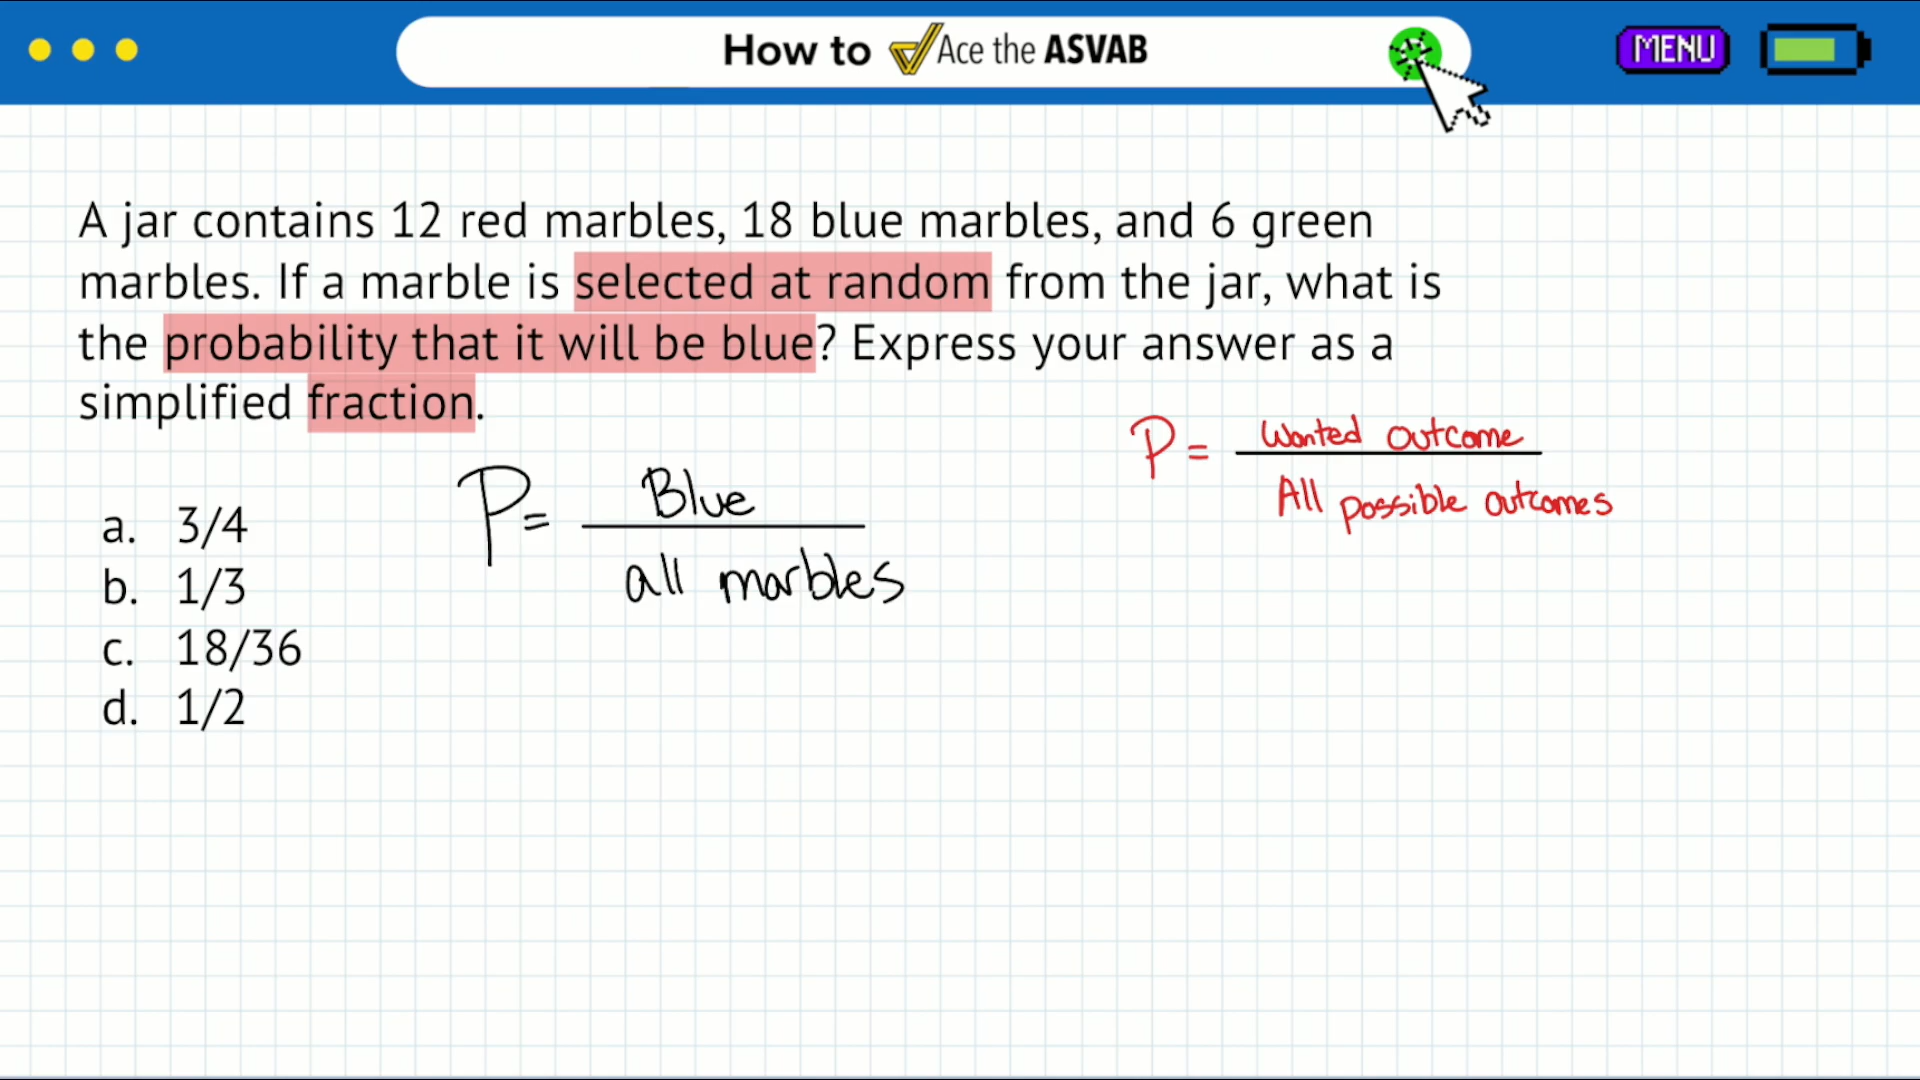 How to Ace the ASVAB
MENU
A jar contains 12 red marbles, 18 blue marbles, and 6 green
marbles. If a marble is selected at random from the jar, what is
the probability that it will be blue? Express your answer as a
simplified fraction.
P = Wanted outcome
All possible outcomes
P = Blue
all marbles
a. 3/4
b. 1/3
c. 18/36
d. 1/2